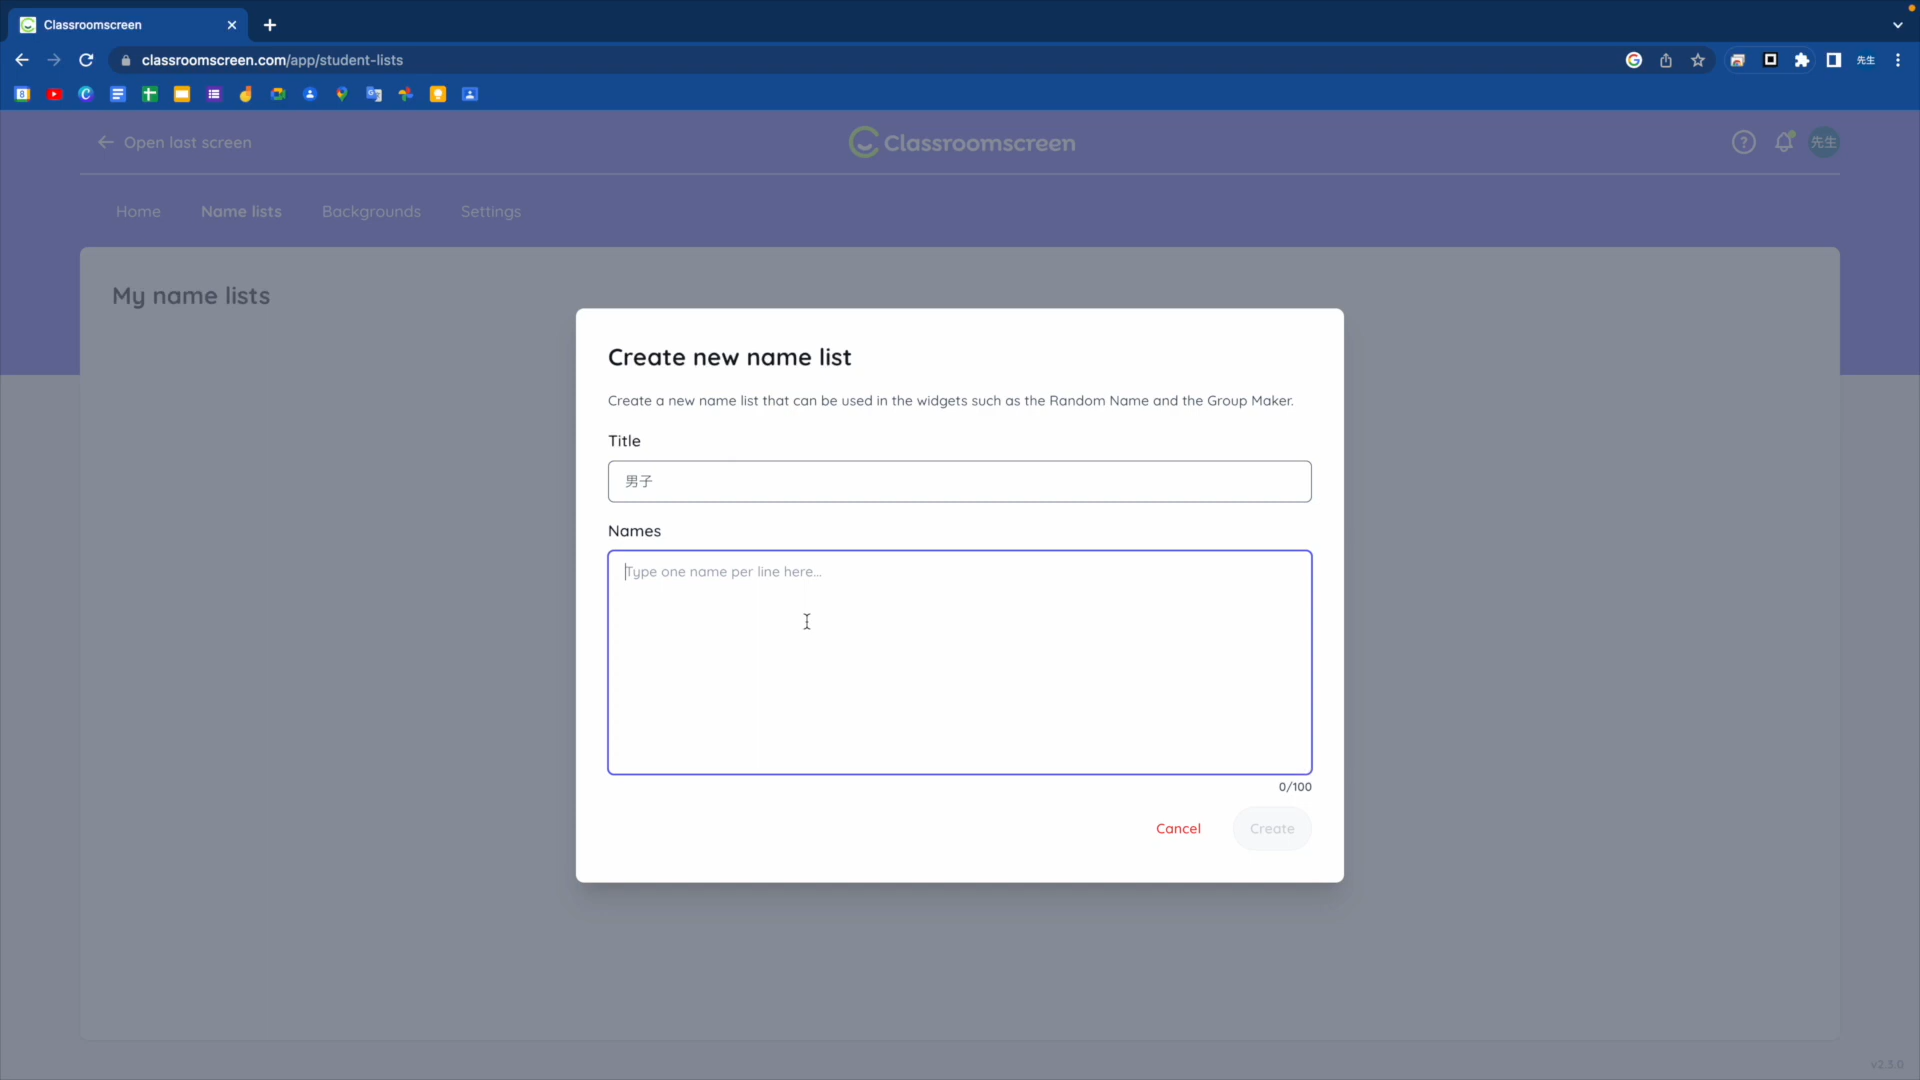 Classroomscreen
classroomscreen.com/app/student-lists
先生
Open last screen
Classroomscreen
先生
Home
Name lists
Backgrounds
Settings
My name lists
Create new name list
Create a new name list that can be used in the widgets such as the Random Name and the Group Maker.
Title
男子
Names
Type one name per line here...
0/100
Cancel
Create
v2.3.0